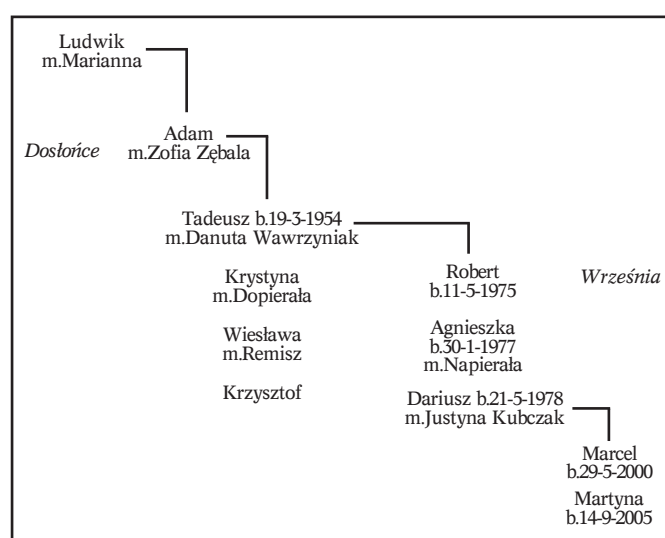 Ludwik
m.Marianna
Adam
Dosłońce
m.Zofia Zębala
Tadeusz b.19-3-1954
m.Danuta Wawrzyniak
Krystyna
m.Dopierała
Robert
b.11-5-1975
Września
Wiesława
m.Remisz
Agnieszka
b.30-1-1977
m.Napierała
Krzysztof
Dariusz b.21-5-1978
m.Justyna Kubczak
Marcel
b.29-5-2000
Martyna
b.14-9-2005